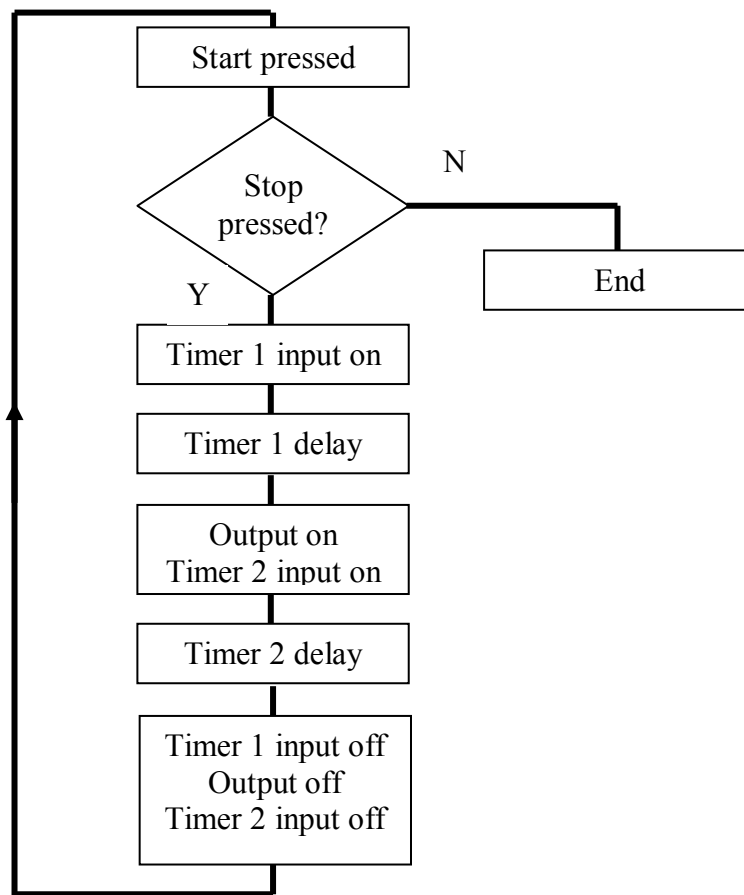 Start pressed
Stop
pressed?
N
End
Y
Timer 1 input on
Timer 1 delay
Output on
Timer 2 input on
Timer 2 delay
Timer 1 input off
Output off
Timer 2 input off